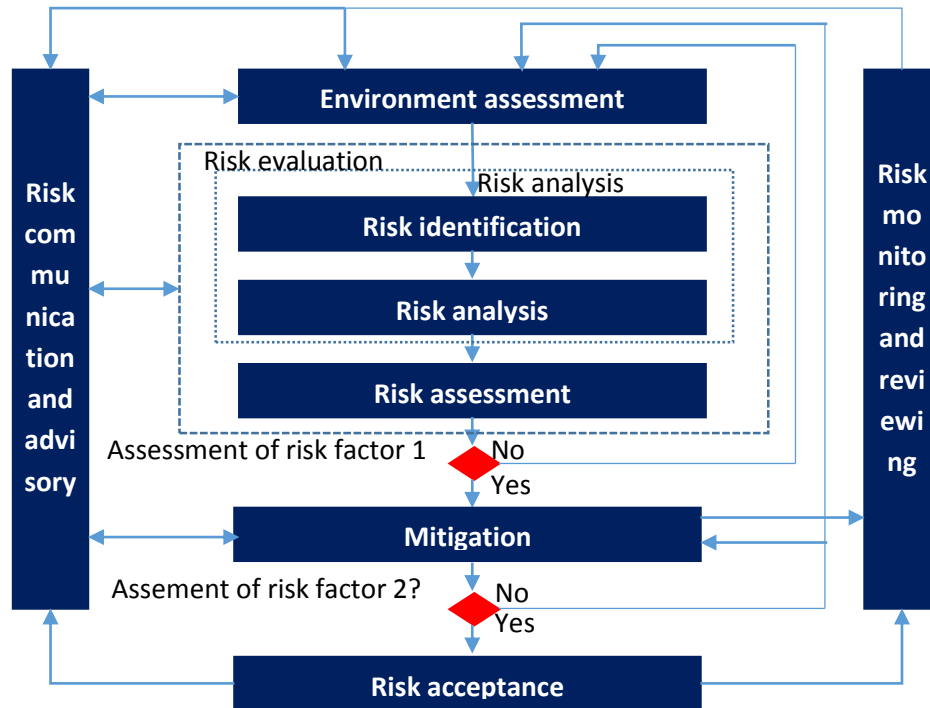 Environment assessment
Risk evaluation
Risk analysis
Risk
com
mu
nica
tion
and
advi
sory
Risk identification
Risk analysis
Risk assessment
Risk
mo
nito
ring
and
revi
ewi
ng
Assessment of risk factor 1
No
Yes
Mitigation
Assement of risk factor 2?
No
Yes
Risk acceptance